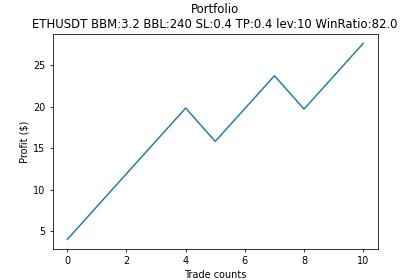 Portfolio
ETHUSDT BBM:3.2 BBL:240 SL:0.4 TP:0.4 lev:10 WinRatio:82.0
25
20
15
10
5
Profit ($)
0 2 4 6 8 10
Trade counts